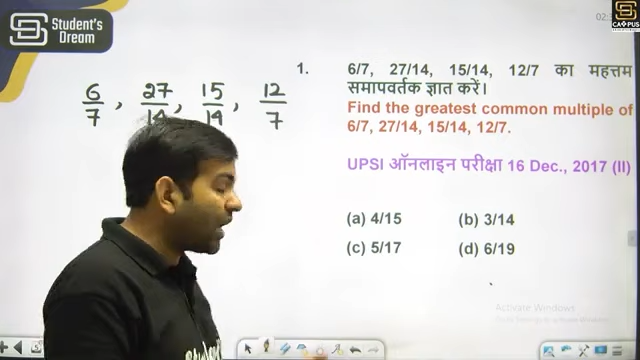 Student's
Dream
CAMPUS
1. 6/7, 27/14, 15/14, 12/7 का महत्तम
समापवर्तक ज्ञात करें।
Find the greatest common multiple of
6/7, 27/14, 15/14, 12/7.
UPSI ऑनलाइन परीक्षा 16 Dec., 2017 (II)
(a) 4/15 (b) 3/14
(c) 5/17 (d) 6/19
6/7, 27/14, 15/14, 12/7
Activate Windows